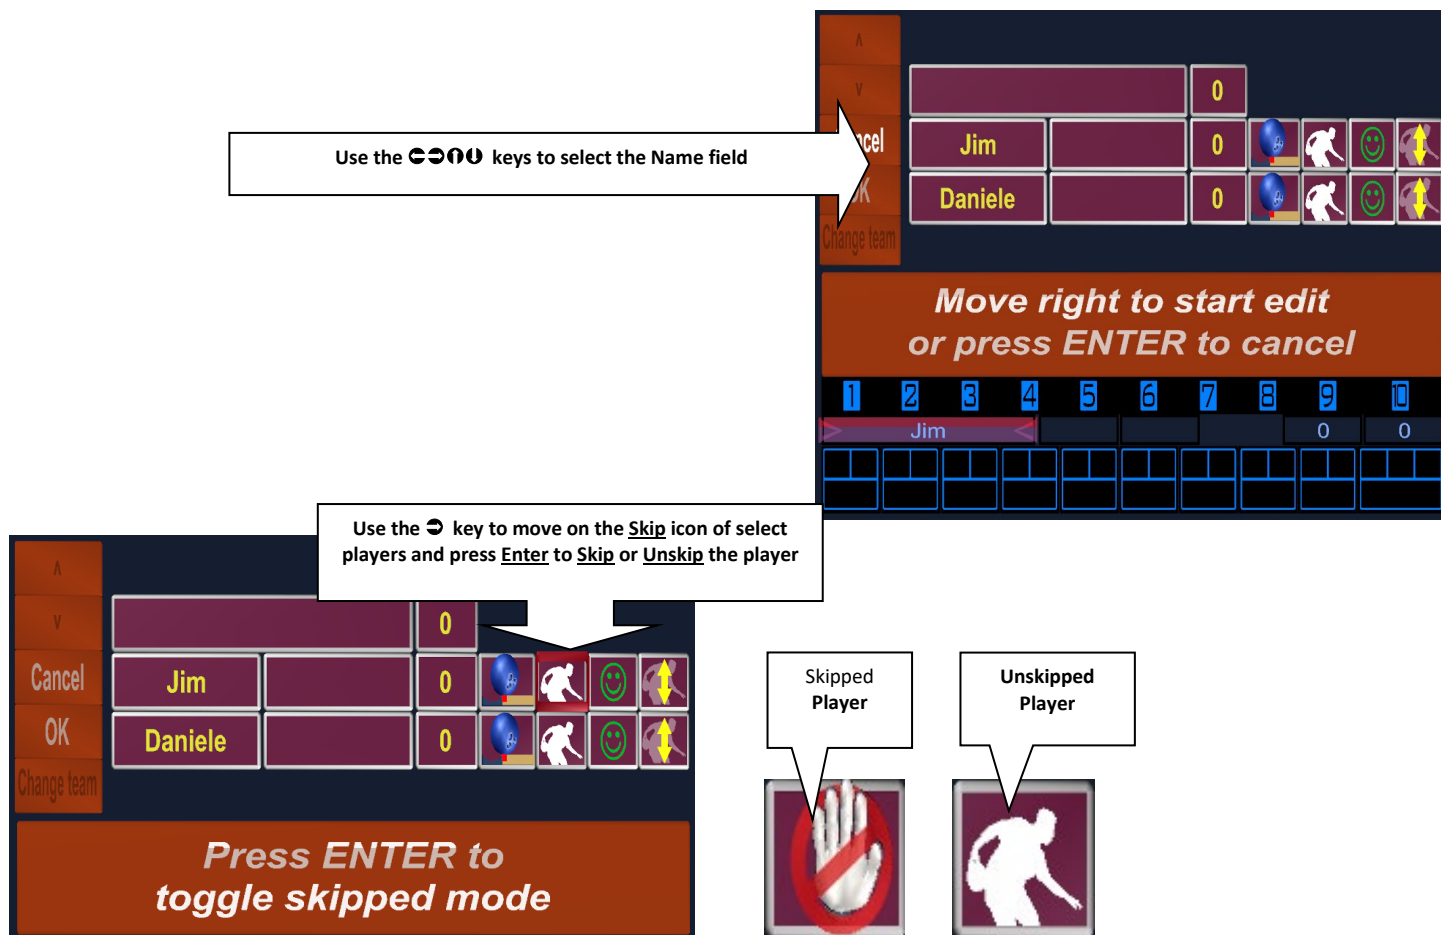 Λ
V
0
Use the ➲ keys to select the Name field
Cancel
Jim
0
OK
Daniele
0
Change team
Move right to start edit
or press ENTER to cancel
1 2 3 4 5 6 7 8 9 10
> Jim < 0 0
Use the ➲ key to move on the Skip icon of select
players and press Enter to Skip or Unskip the player
Λ
V
0
Cancel
Jim
0
OK
Daniele
0
Change team
Press ENTER to
toggle skipped mode
Skipped
Player
Unskipped
Player